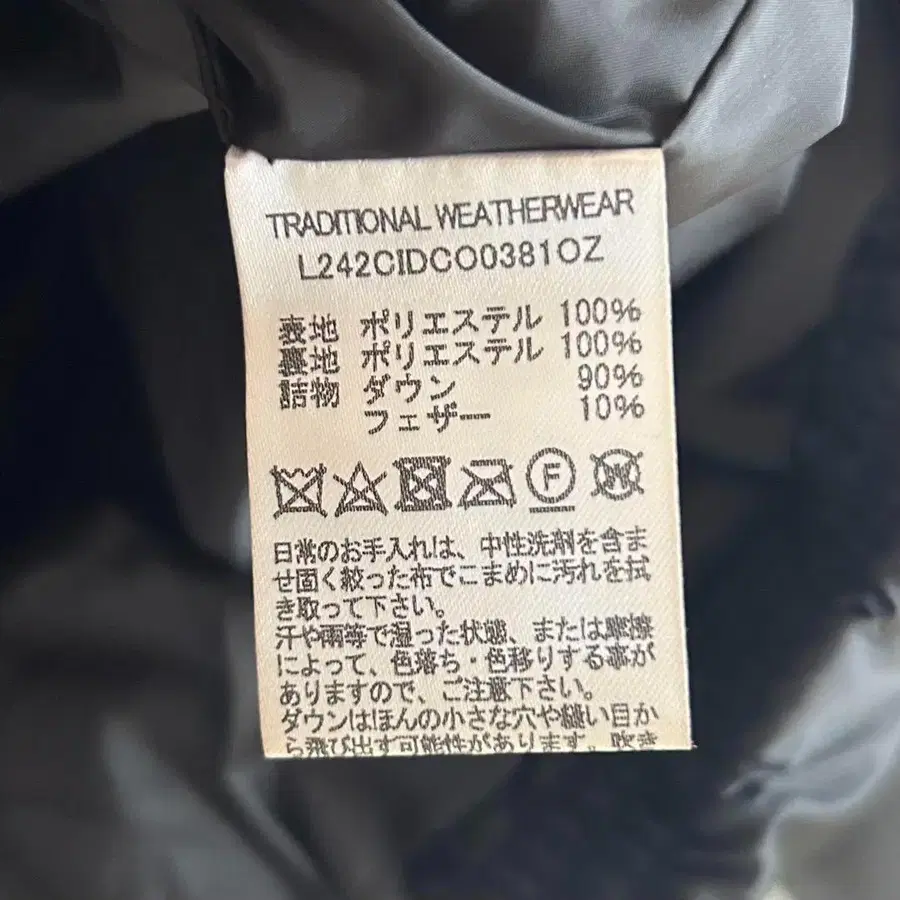 TRADITIONAL WEATHERWEAR
L242CIDCO0381OZ
表地 ポリエステル 100%
裏地 ポリエステル 100%
詰物 ダウン 90%
フェザー 10%
F
W
日常のお手入れは、中性洗剤を含ま
せ固く絞った布でこまめに汚れを拭
き取って下さい。
汗や雨等で湿った状態、または摩擦
によって、色落ち・色移りする事が
ありますので、ご注意下さい。
ダウンはほんの小さな穴や縫い目か
ら飛び出す可能性があります。吹き